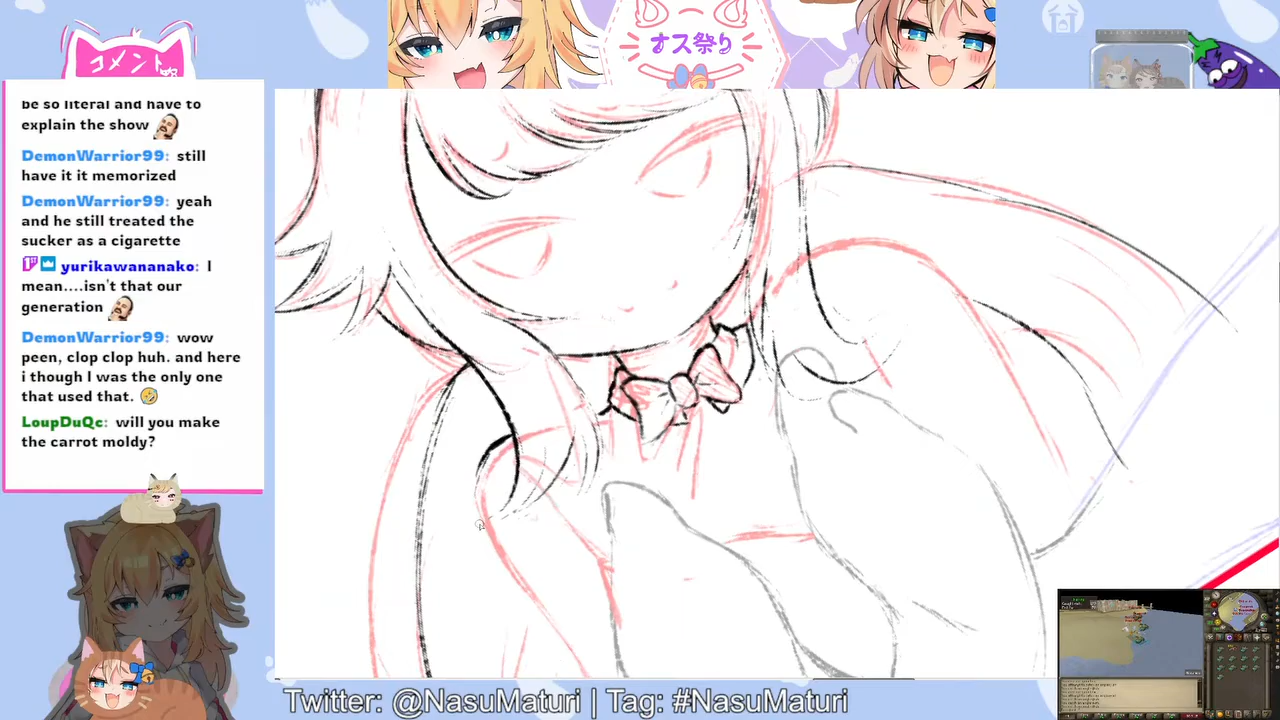 コメント
オス祭り
be so literal and have to
explain the show
DemonWarrior99: still
have it it memorized
DemonWarrior99: yeah
and he still treated the
sucker as a cigarette
yurikawananako: I
mean....isn't that our
generation
DemonWarrior99: wow
peen, clop clop huh. and here
i though I was the only one
that used that.
LoupDuQc: will you make
the carrot moldy?
Twitter: @NasuMaturi | Tag: #NasuMaturi